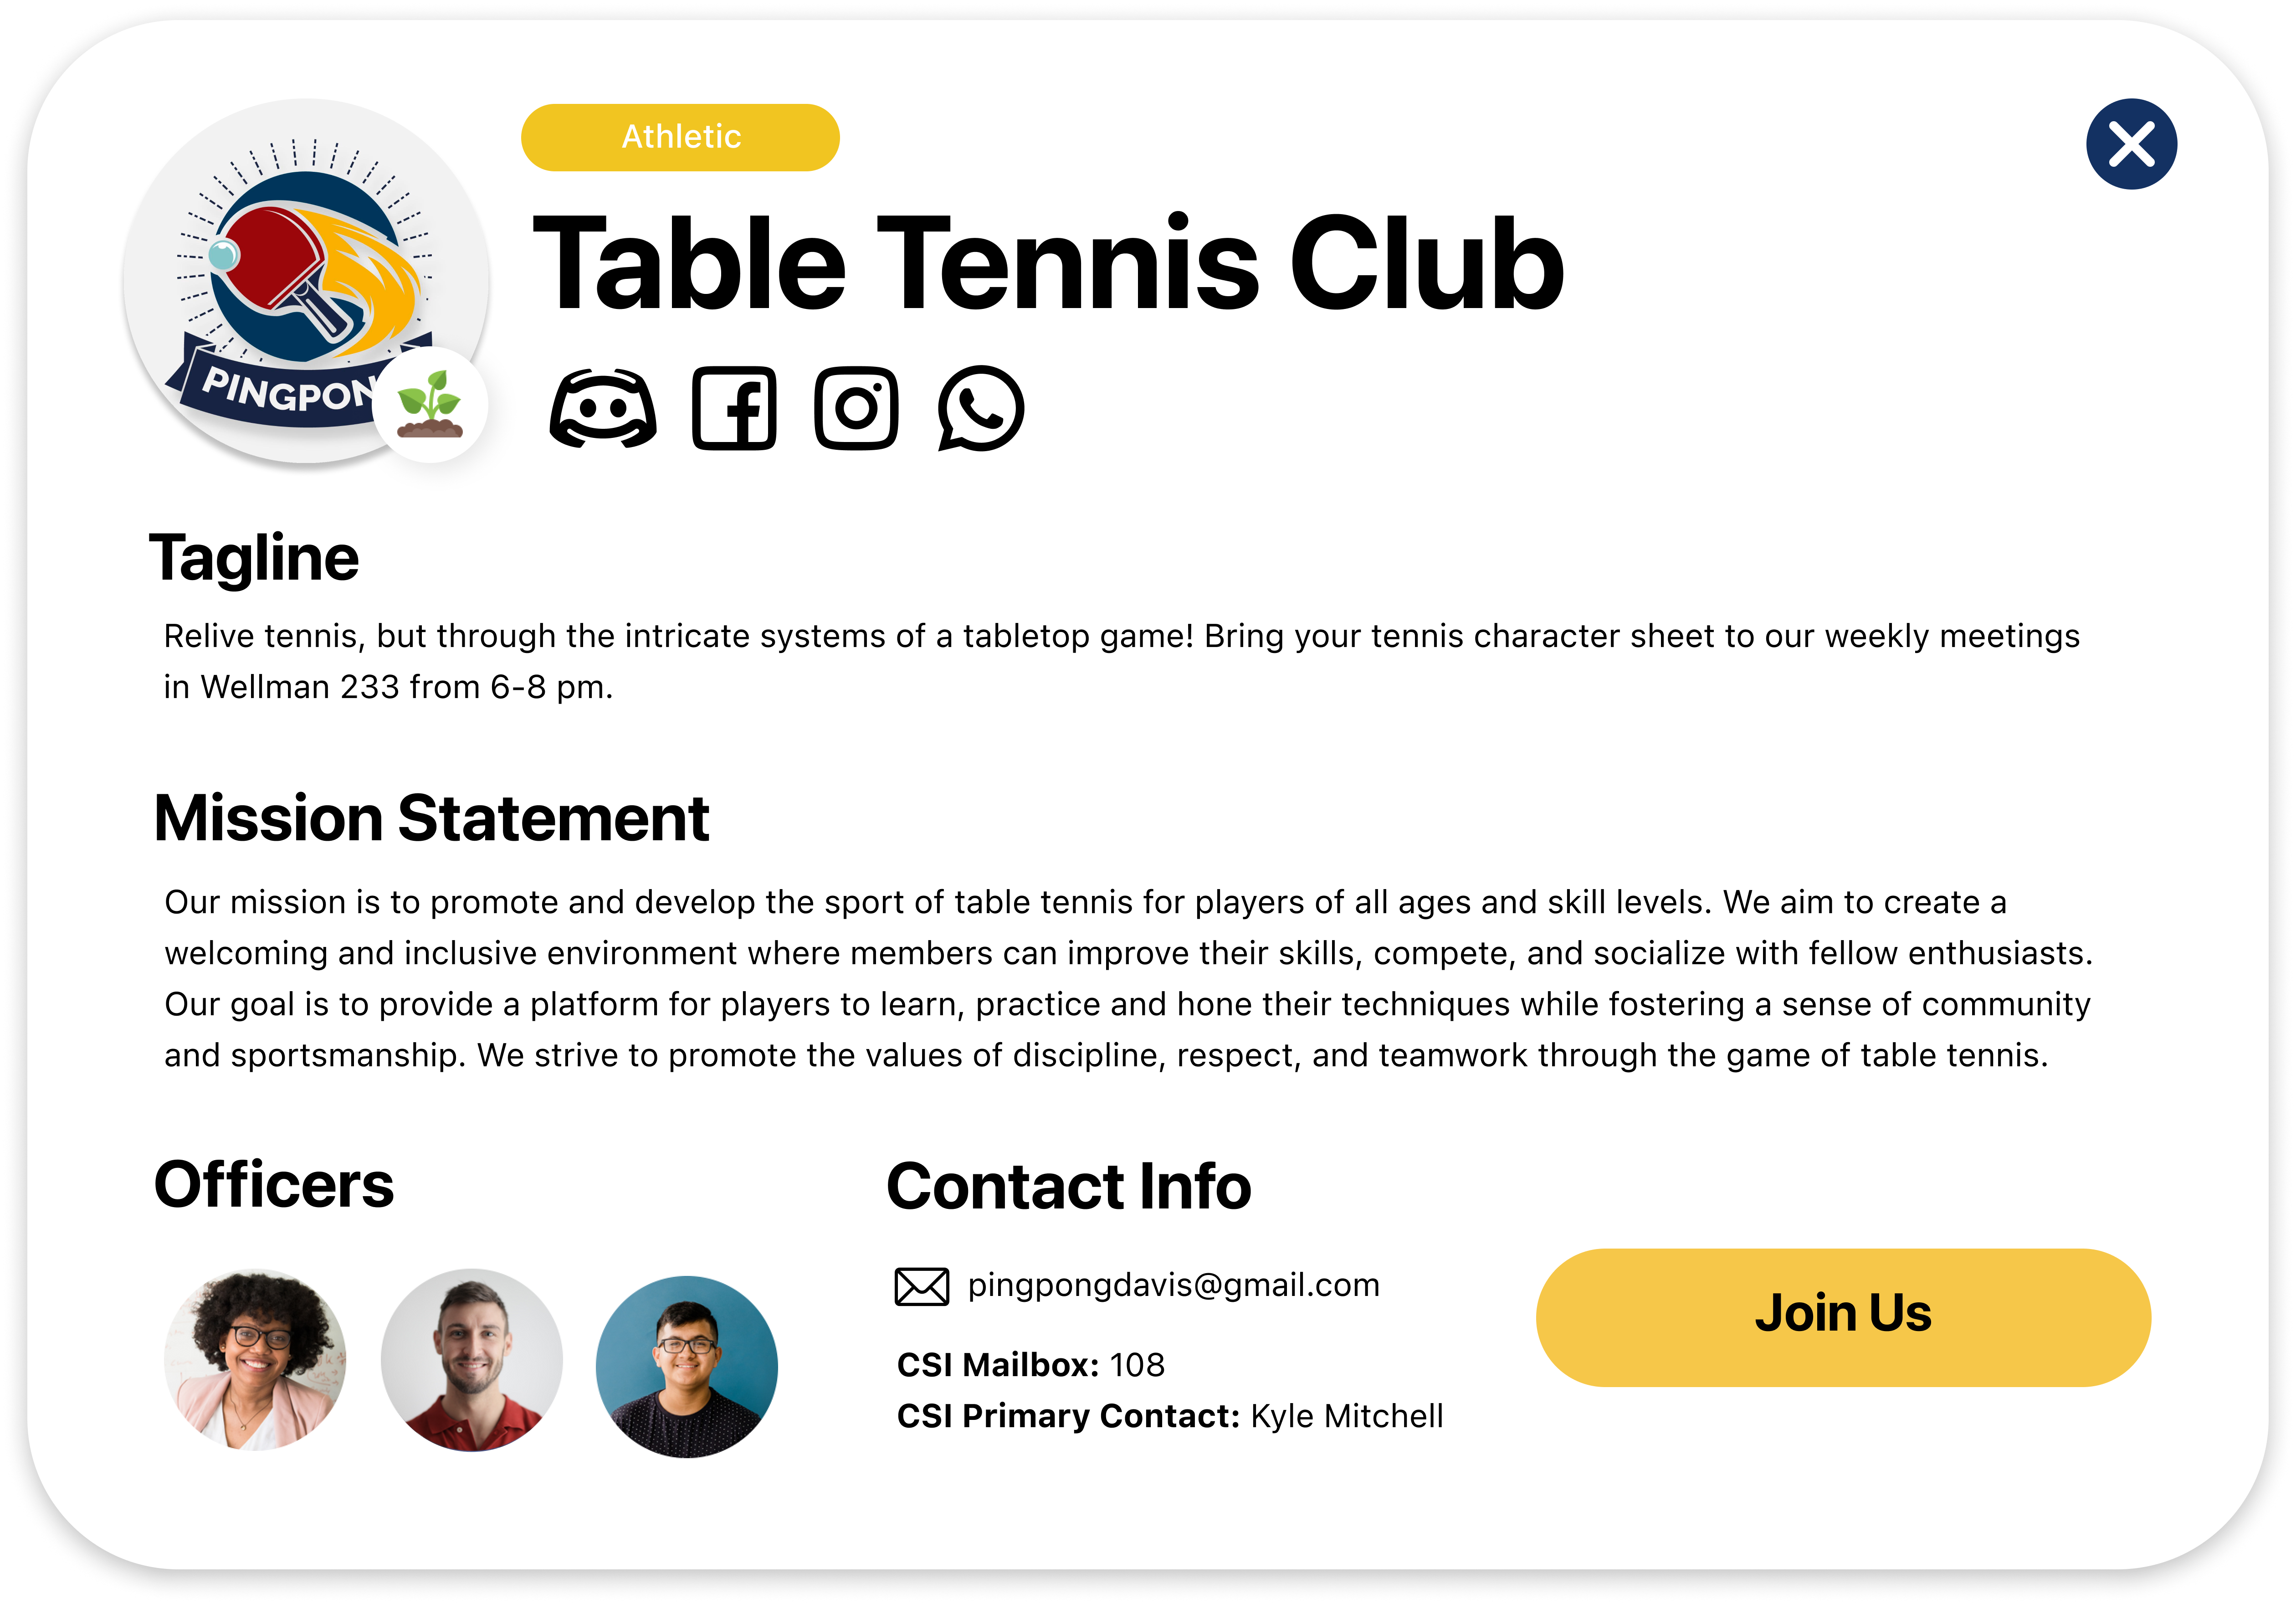 Athletic
Table Tennis Club
PINGPON
Tagline
Relive tennis, but through the intricate systems of a tabletop game! Bring your tennis character sheet to our weekly meetings
in Wellman 233 from 6-8 pm.
Mission Statement
Our mission is to promote and develop the sport of table tennis for players of all ages and skill levels. We aim to create a
welcoming and inclusive environment where members can improve their skills, compete, and socialize with fellow enthusiasts.
Our goal is to provide a platform for players to learn, practice and hone their techniques while fostering a sense of community
and sportsmanship. We strive to promote the values of discipline, respect, and teamwork through the game of table tennis.
Officers
Contact Info
pingpongdavis@gmail.com
Join Us
CSI Mailbox: 108
CSI Primary Contact: Kyle Mitchell